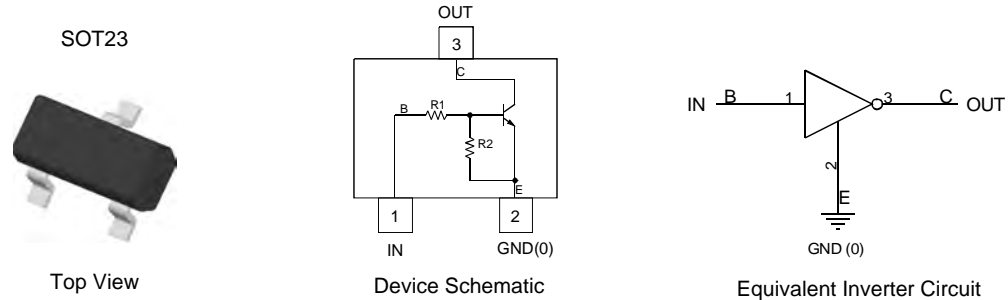 SOT23
Top View
OUT
3
C
B
R1
R2
E
1
2
IN
GND(0)
Device Schematic
IN
B
1
3
C
OUT
2
E
GND (0)
Equivalent Inverter Circuit